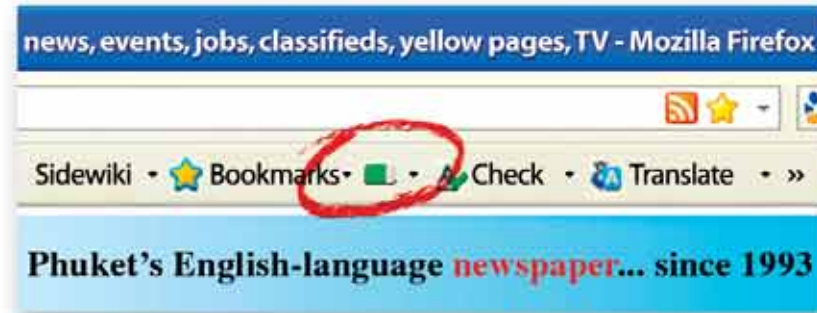 news, events, jobs, classifieds, yellow pages, TV - Mozilla Firefox
Sidewiki Bookmarks Check Translate »
Phuket's English-language newspaper... since 1993